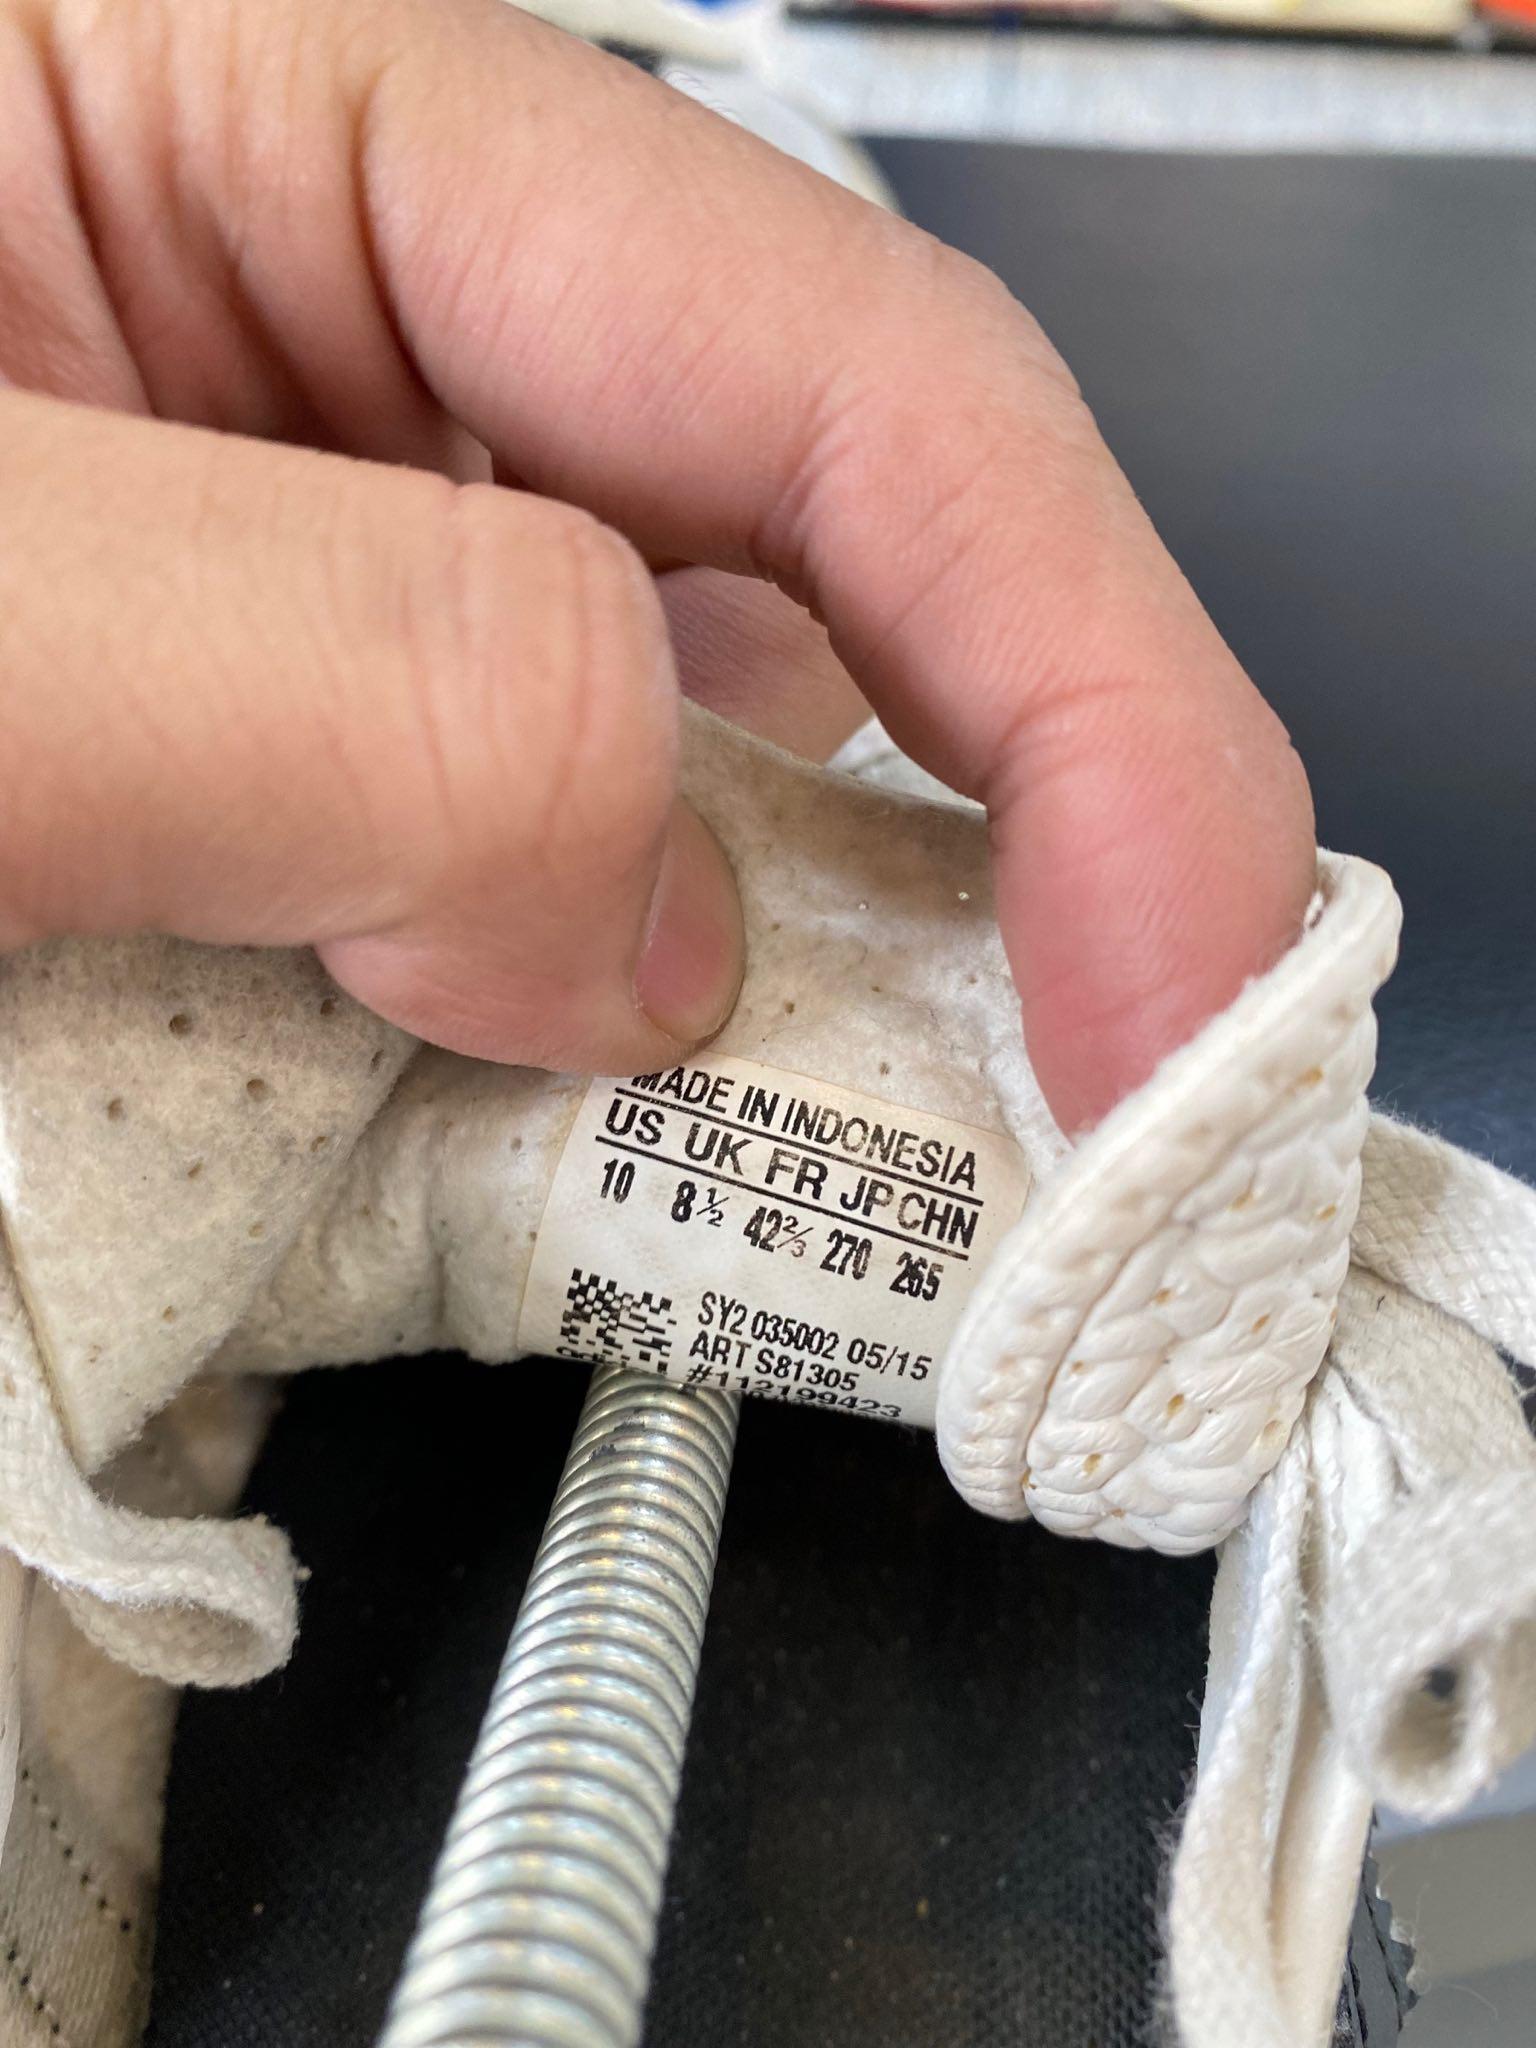 MADE IN INDONESIA
US UK FR JP CHN
10 8½ 42⅔ 270 265
SY2 035002 05/15
ART S81305
#112199423